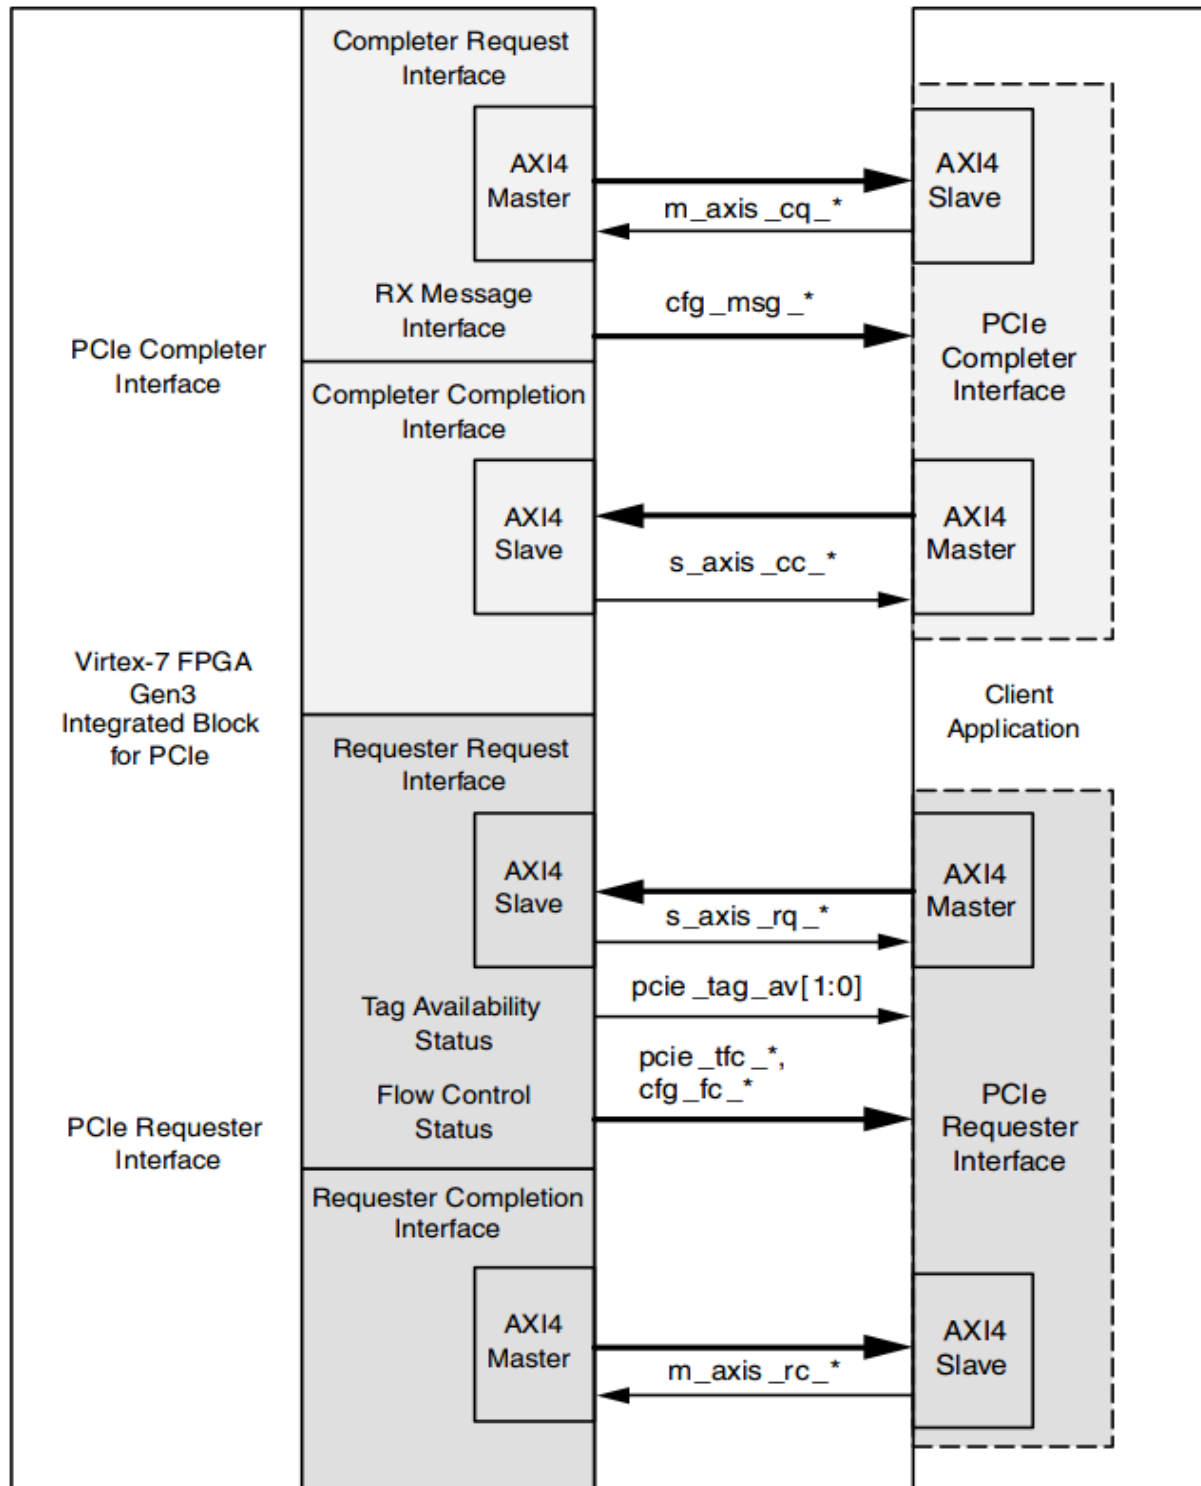 Completer Request
Interface
AXI4
Master
m_axis_cq_*
AXI4
Slave
RX Message
Interface
cfg_msg_*
PCIe Completer
Interface
PCIe
Completer
Interface
Completer Completion
Interface
AXI4
Slave
s_axis_cc_*
AXI4
Master
Virtex-7 FPGA
Gen3
Integrated Block
for PCIe
Client
Application
Requester Request
Interface
AXI4
Slave
s_axis_rq_*
AXI4
Master
Tag Availability
Status
pcie_tag_av[1:0]
pcie_tfc_*,
cfg_fc_*
Flow Control
Status
PCIe Requester
Interface
PCIe
Requester
Interface
Requester Completion
Interface
AXI4
Master
m_axis_rc_*
AXI4
Slave